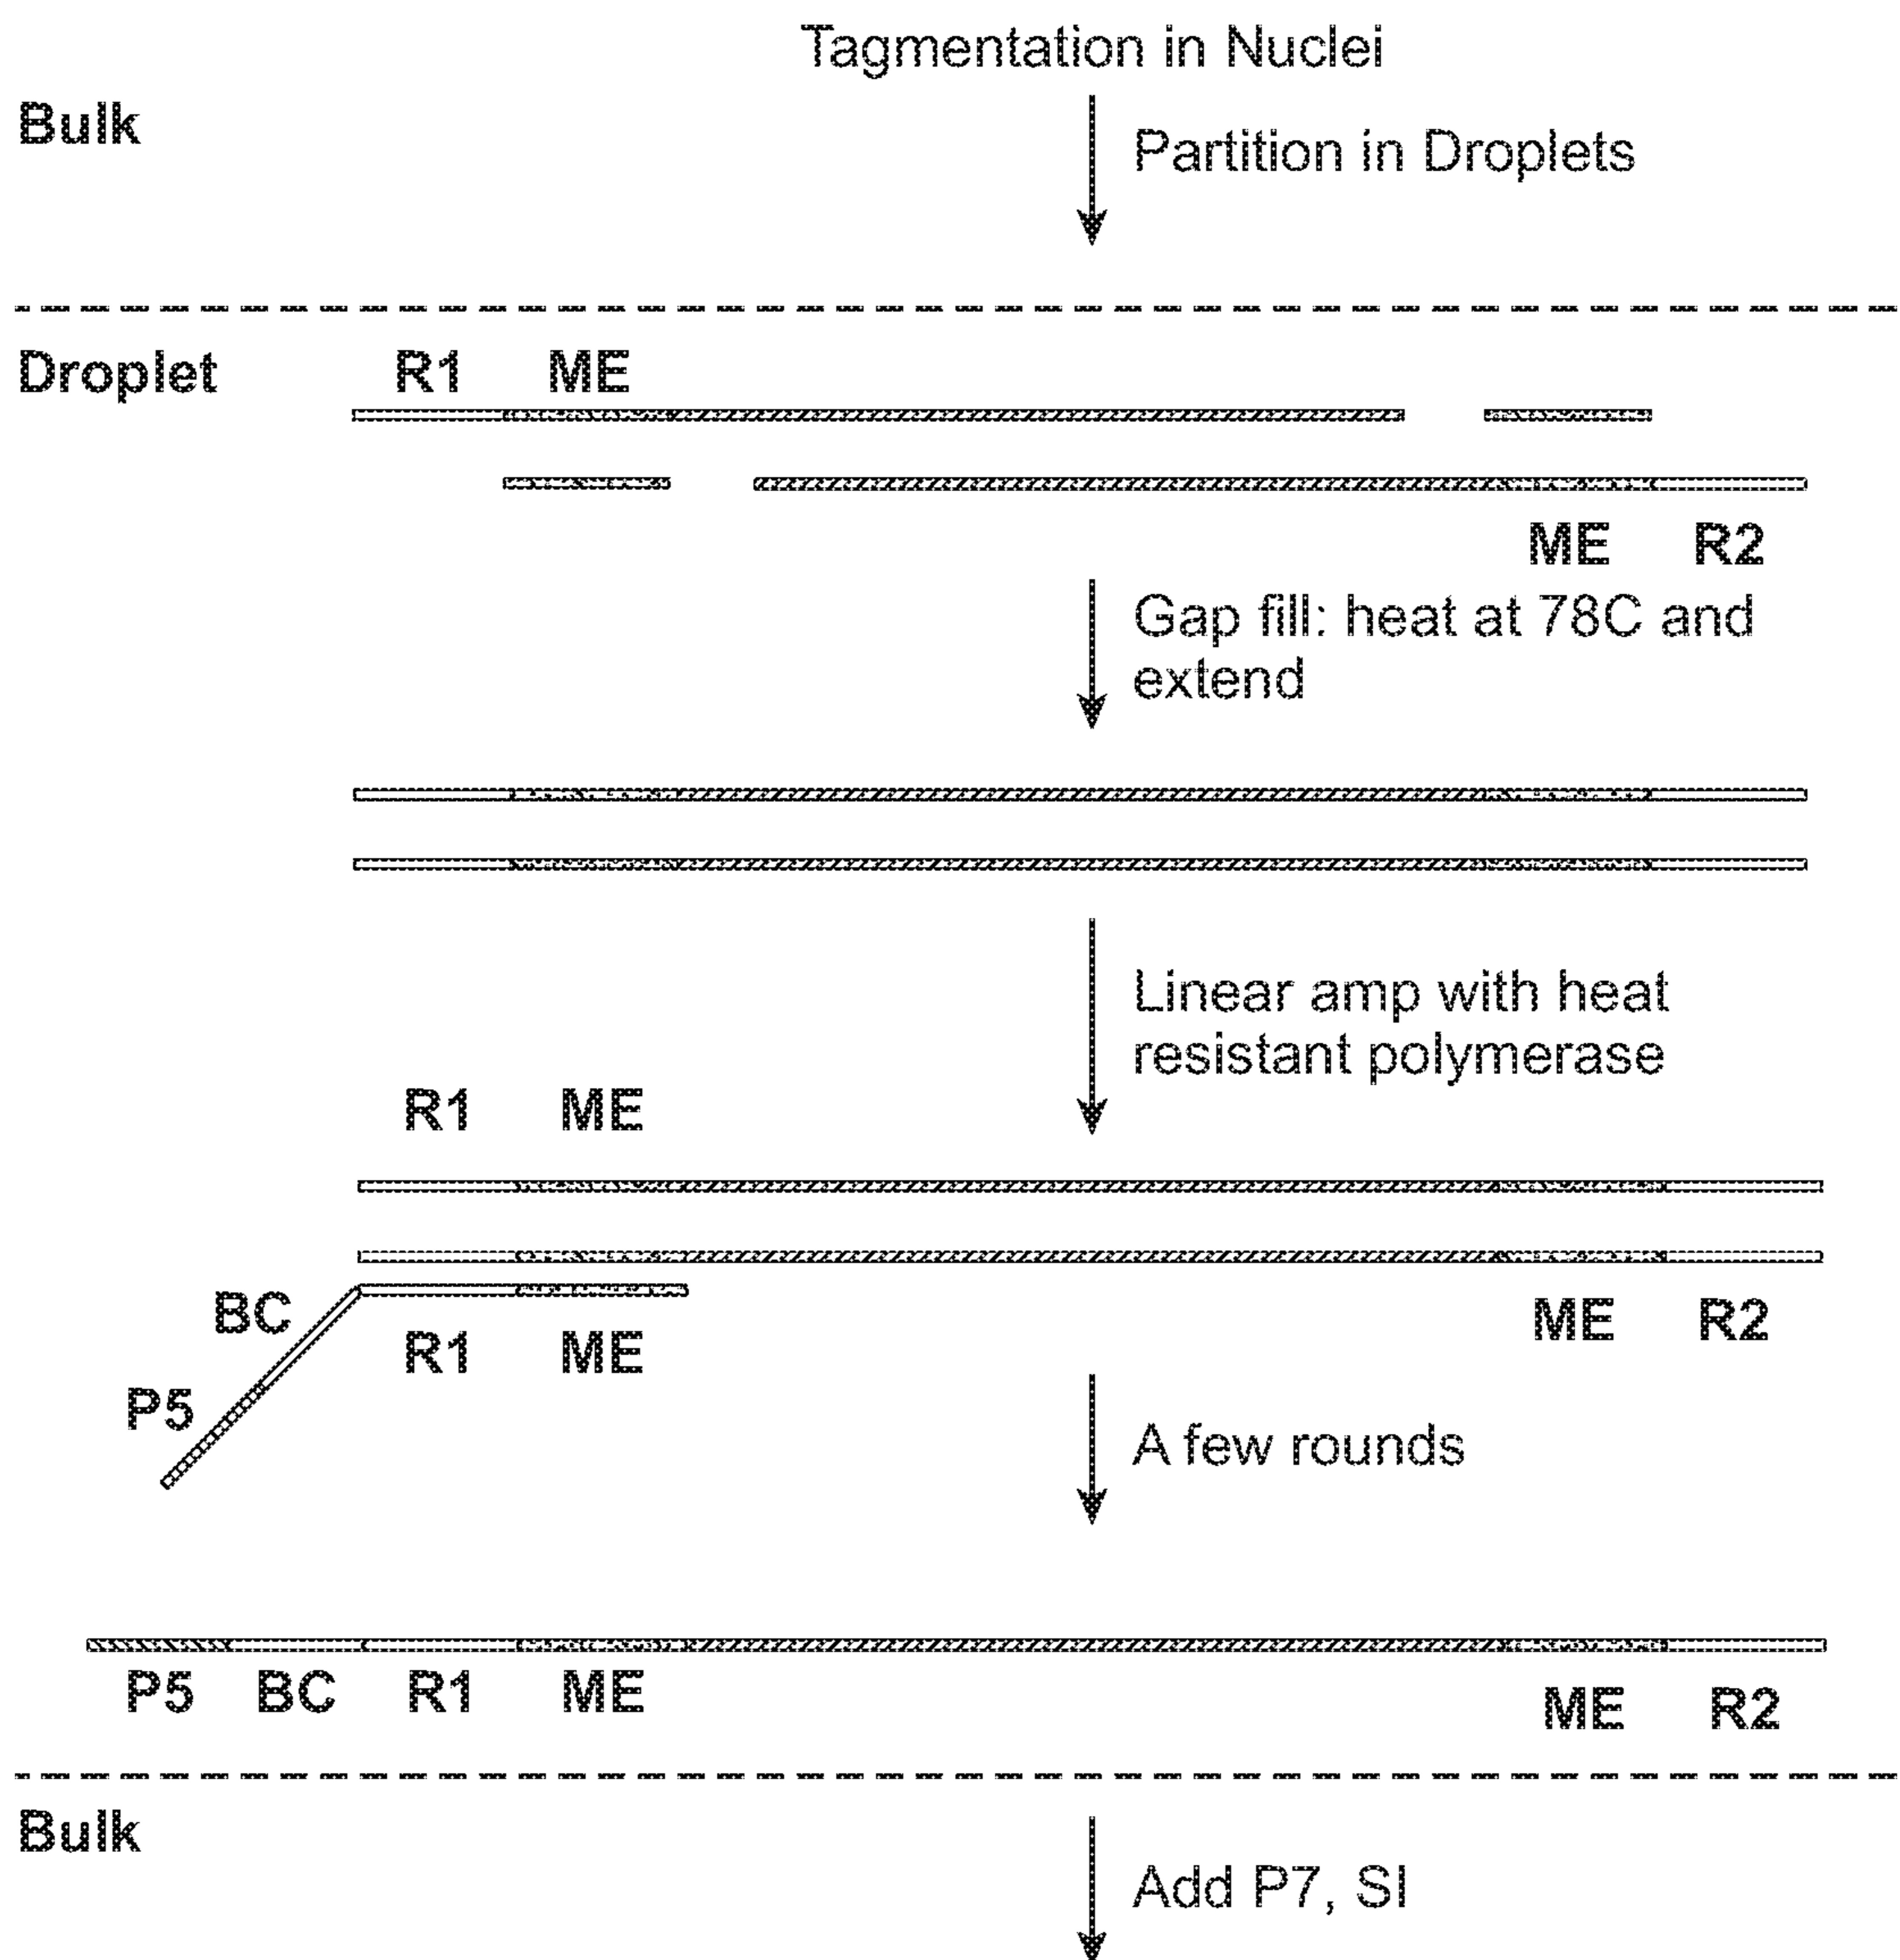 Tagmentation in Nuclei
Bulk
Partition in Droplets
Droplet R1 ME
ME R2
Gap fill: heat at 78C and
extend
Linear amp with heat
resistant polymerase
R1 ME
BC
ME R2
R1 ME
P5
A few rounds
P5 BC R1 ME
ME R2
Bulk
Add P7, SI